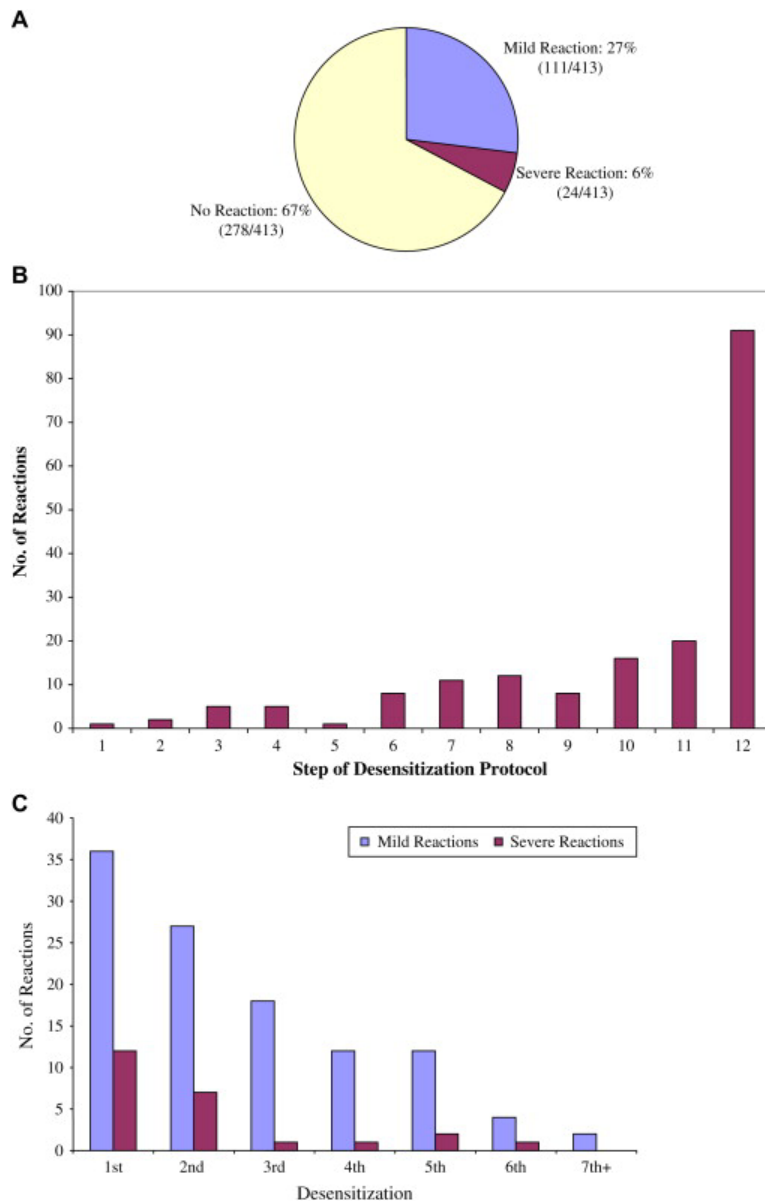 A
Mild Reaction: 27%
(111/413)
Severe Reaction: 6%
(24/413)
No Reaction: 67%
(278/413)
B
100
90
80
70
60
50
40
30
20
10
0
No. of Reactions
1 2 3 4 5 6 7 8 9 10 11 12
Step of Desensitization Protocol
C
40
35
30
25
20
15
10
5
0
No. of Reactions
Mild Reactions Severe Reactions
1st 2nd 3rd 4th 5th 6th 7th+
Desensitization